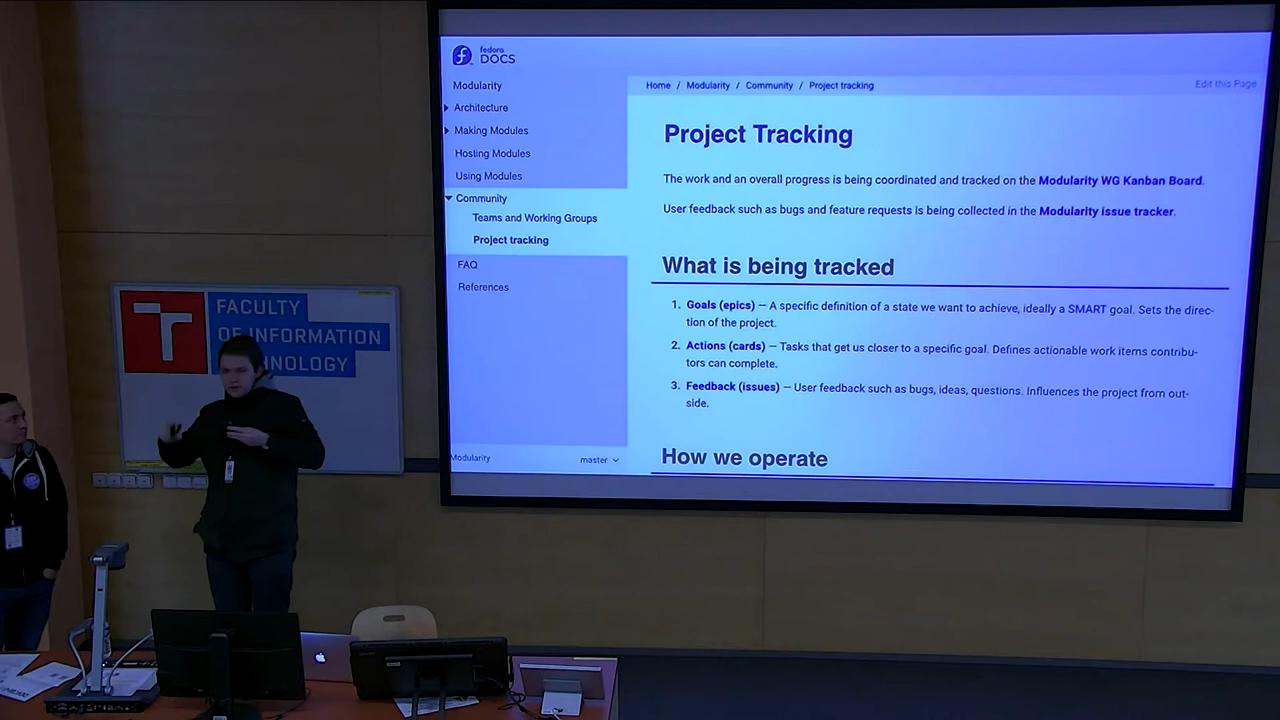 fedora
DOCS
Modularity
Architecture
Making Modules
Hosting Modules
Using Modules
Community
Teams and Working Groups
Project tracking
FAQ
References
Modularity
master
Home / Modularity / Community / Project tracking
Edit this Page
Project Tracking
The work and an overall progress is being coordinated and tracked on the Modularity WG Kanban Board.
User feedback such as bugs and feature requests is being collected in the Modularity issue tracker.
What is being tracked
1. Goals (epics) — A specific definition of a state we want to achieve, ideally a SMART goal. Sets the direc-
tion of the project.
2. Actions (cards) — Tasks that get us closer to a specific goal. Defines actionable work items contribu-
tors can complete.
3. Feedback (issues) — User feedback such as bugs, ideas, questions. Influences the project from out-
side.
How we operate
FACULTY
OF INFORMATION
NOLOGY